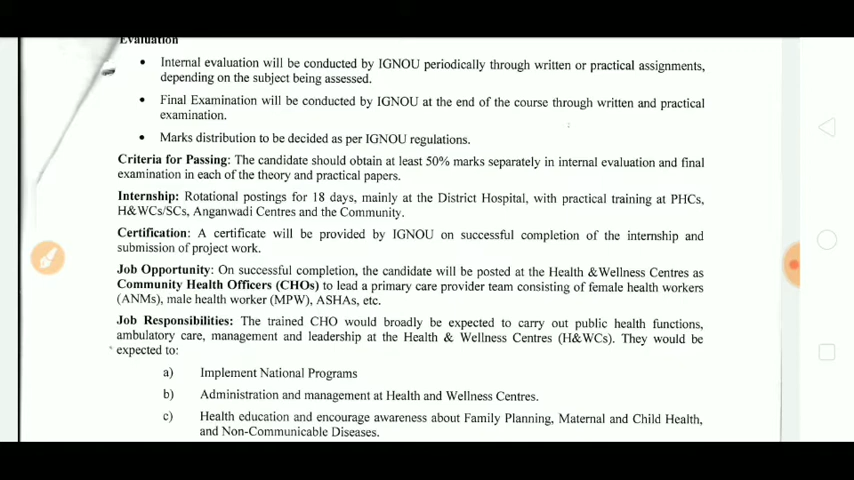 Evaluation
• Internal evaluation will be conducted by IGNOU periodically through written or practical assignments,
depending on the subject being assessed.
• Final Examination will be conducted by IGNOU at the end of the course through written and practical
examination.
• Marks distribution to be decided as per IGNOU regulations.
Criteria for Passing: The candidate should obtain at least 50% marks separately in internal evaluation and final
examination in each of the theory and practical papers.
Internship: Rotational postings for 18 days, mainly at the District Hospital, with practical training at PHCs,
H&WCs/SCs, Anganwadi Centres and the Community.
Certification: A certificate will be provided by IGNOU on successful completion of the internship and
submission of project work.
Job Opportunity: On successful completion, the candidate will be posted at the Health &Wellness Centres as
Community Health Officers (CHOs) to lead a primary care provider team consisting of female health workers
(ANMs), male health worker (MPW), ASHAs, etc.
Job Responsibilities: The trained CHO would broadly be expected to carry out public health functions,
ambulatory care, management and leadership at the Health & Wellness Centres (H&WCs). They would be
expected to:
a) Implement National Programs
b) Administration and management at Health and Wellness Centres.
c) Health education and encourage awareness about Family Planning, Maternal and Child Health,
and Non-Communicable Diseases.